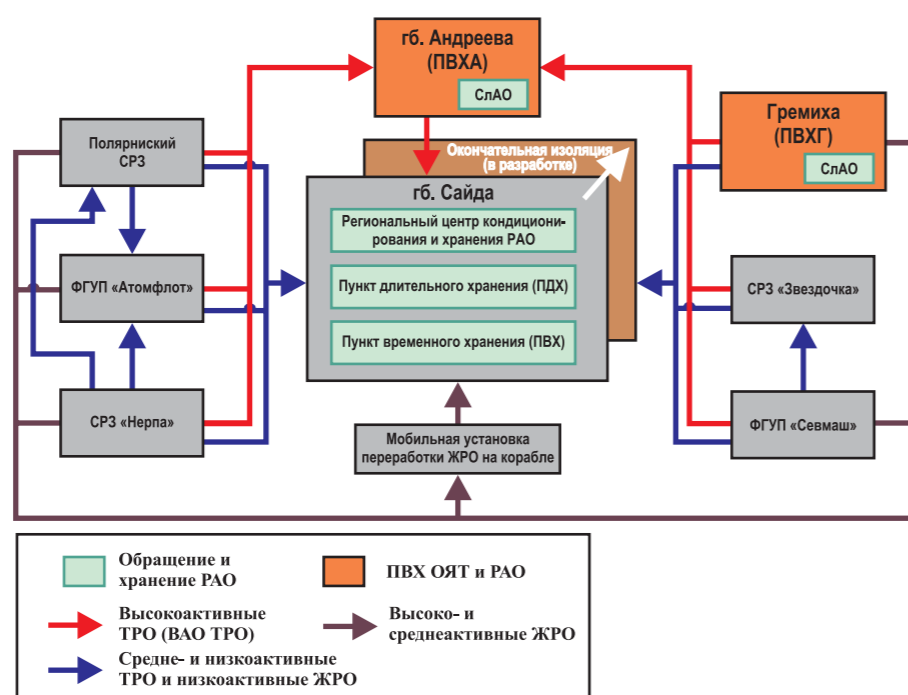 гб. Андреева
(ПВХА)
СлАО
Гремиха
(ПВХГ)
СлАО
Полярниский
СРЗ
Окончательная изоляция
(в разработке)
гб. Сайда
Региональный центр кондициони-
рования и хранения РАО
ФГУП «Атомфлот»
Пункт длительного хранения (ПДХ)
СРЗ «Звездочка»
Пункт временного хранения (ПВХ)
СРЗ «Нерпа»
ФГУП «Севмаш»
Мобильная установка
переработки ЖРО на корабле
Обращение и
хранение РАО
ПВХ ОЯТ и РАО
Высокоактивные
ТРО (ВАО ТРО)
Высоко- и
среднеактивные ЖРО
Средне- и низкоактивные
ТРО и низкоактивные ЖРО